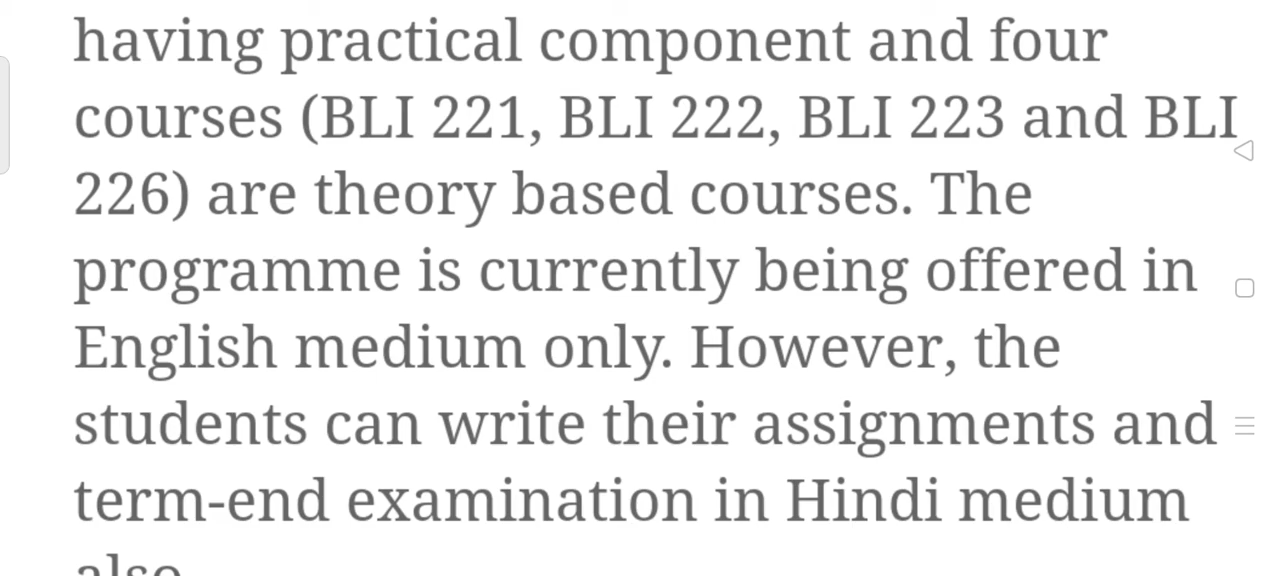 having practical component and four
courses (BLI 221, BLI 222, BLI 223 and BLI
226) are theory based courses. The
programme is currently being offered in
English medium only. However, the
students can write their assignments and
term-end examination in Hindi medium
also